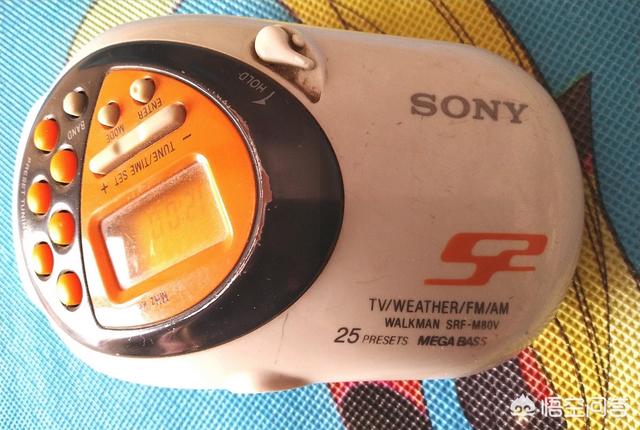 SONY
HOLD
ENTER
MODE
BAND
TUNE/TIME SET
- +
PRESET TUNING
MHz
TV/WEATHER/FM/AM
WALKMAN SRF-M80V
25 PRESETS MEGA BASS
悟空问答